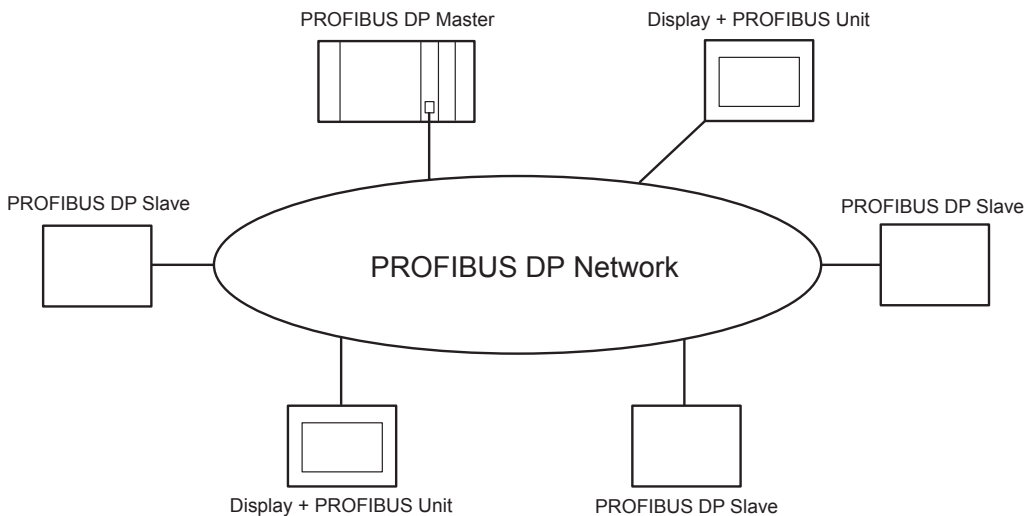 PROFIBUS DP Master
Display + PROFIBUS Unit
PROFIBUS DP Slave
PROFIBUS DP Slave
PROFIBUS DP Network
Display + PROFIBUS Unit
PROFIBUS DP Slave